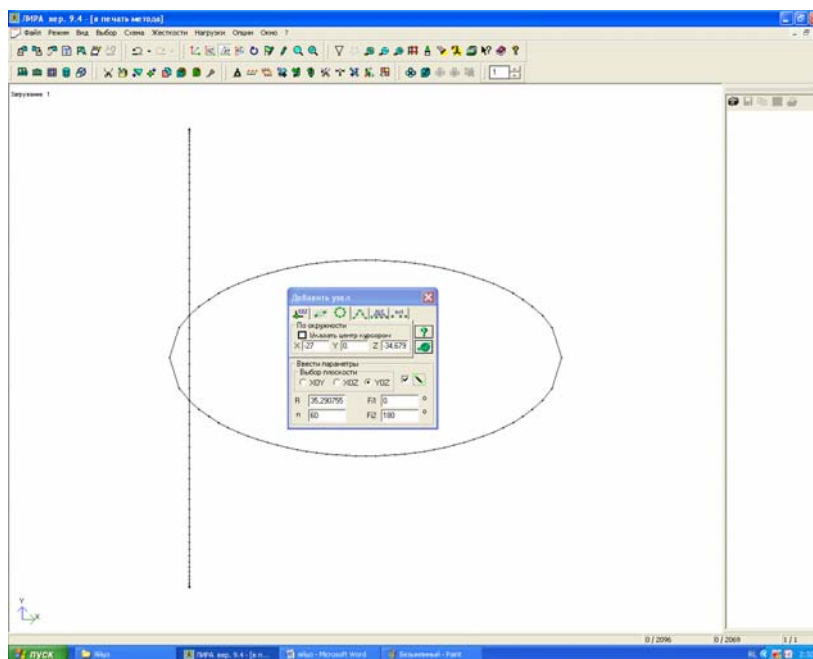 ЛИРА вер. 9.4 - [в печать метода]
Файл Режим Вид Выбор Схема Жесткости Нагрузки Опции Окно ?
1
Загружение 1
Добавить узел
По окружности
Указать центр курсором
X -27 Y 0. Z -34,679
Ввести параметры
Выбор плоскости
XOY XOZ YOZ
R 35,290755 Fi1 0. °
n 60 Fi2 180 °
Y
X
0 / 2096 0 / 2069 1 / 1
пуск ЛИРА вер. 9.4 - [в п... яйцо - Microsoft Word Безымянный - Paint RL